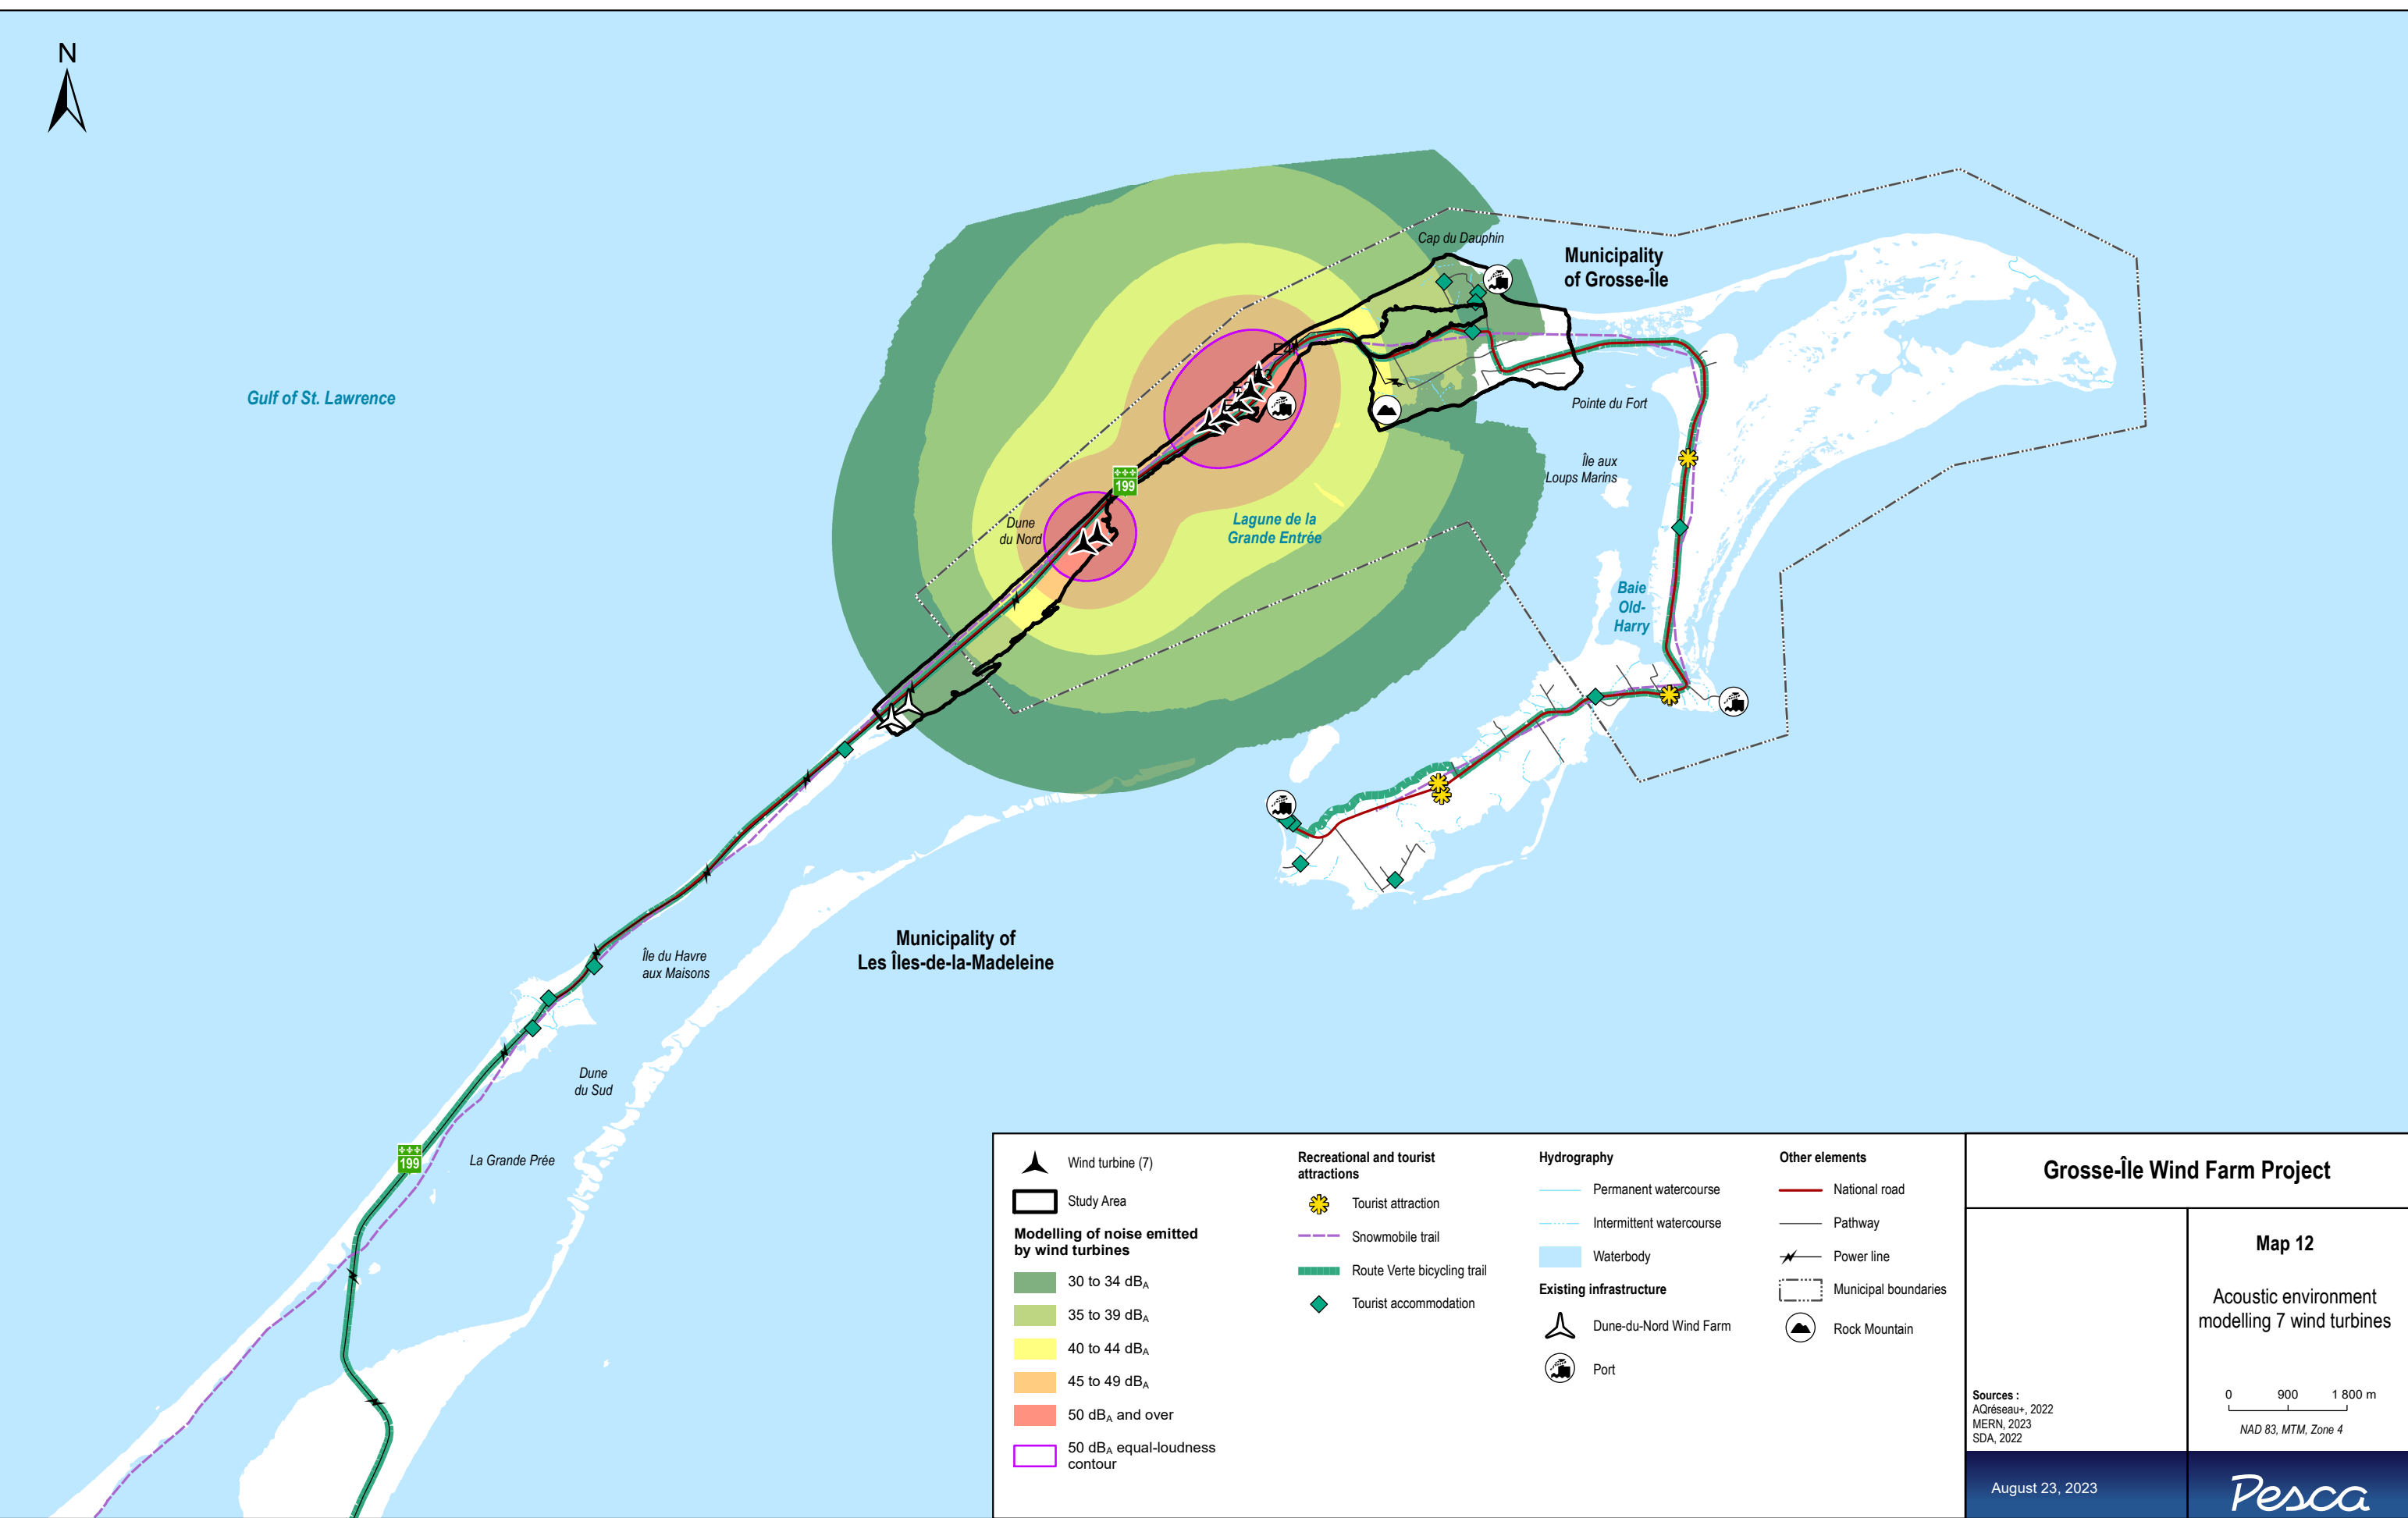 N
Cap du Dauphin
Municipality
of Grosse-Île
Gulf of St. Lawrence
E4
Pointe du Fort
Île aux
Loups Marins
199
Dune
du Nord
Lagune de la
Grande Entrée
Baie
Old-
Harry
Municipality of
Les Îles-de-la-Madeleine
Île du Havre
aux Maisons
Dune
du Sud
199
La Grande Prée
Wind turbine (7)
Study Area
Modelling of noise emitted
by wind turbines
30 to 34 dBA
35 to 39 dBA
40 to 44 dBA
45 to 49 dBA
50 dBA and over
50 dBA equal-loudness
contour
Recreational and tourist
attractions
Tourist attraction
Snowmobile trail
Route Verte bicycling trail
Tourist accommodation
Hydrography
Permanent watercourse
Intermittent watercourse
Waterbody
Existing infrastructure
Dune-du-Nord Wind Farm
Port
Other elements
National road
Pathway
Power line
Municipal boundaries
Rock Mountain
Grosse-Île Wind Farm Project
Map 12
Acoustic environment
modelling 7 wind turbines
0 900 1 800 m
NAD 83, MTM, Zone 4
Sources :
AQréseau+, 2022
MERN, 2023
SDA, 2022
August 23, 2023
Pesca